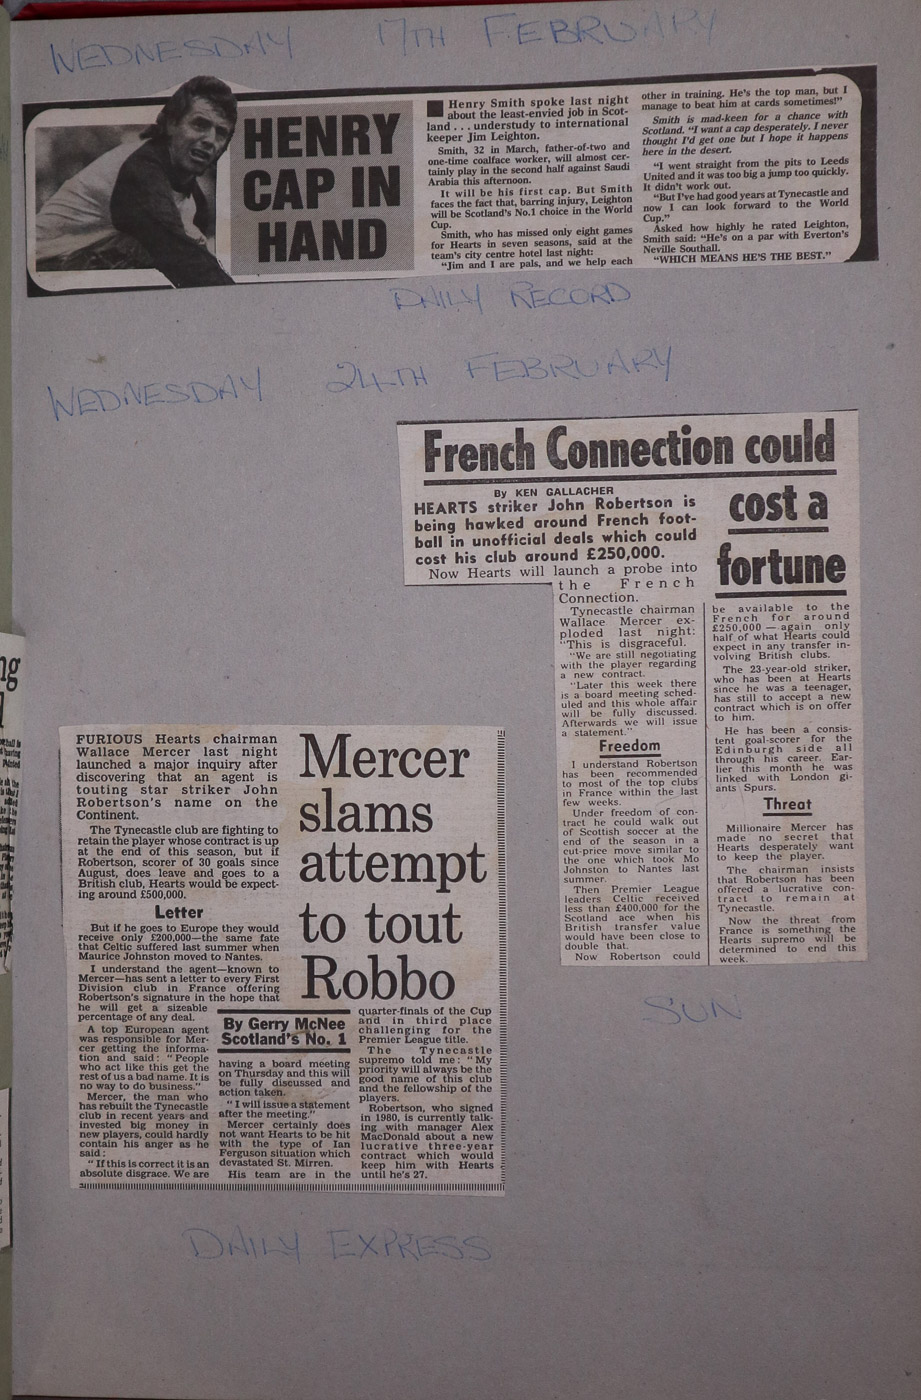 WEDNESDAY 17TH FEBRUARY
HENRY
CAP IN
HAND
Henry Smith spoke last night
about the least-envied job in Scot-
land . . . understudy to international
keeper Jim Leighton.
Smith, 32 in March, father-of-two and
one-time coalface worker, will almost cer-
tainly play in the second half against Saudi
Arabia this afternoon.
It will be his first cap. But Smith
faces the fact that, barring injury, Leighton
will be Scotland's No.1 choice in the World
Cup.
Smith, who has missed only eight games
for Hearts in seven seasons, said at the
team's city centre hotel last night:
"Jim and I are pals, and we help each
other in training. He's the top man, but I
manage to beat him at cards sometimes!"
Smith is mad-keen for a chance with
Scotland. "I want a cap desperately. I never
thought I'd get one but I hope it happens
here in the desert.
"I went straight from the pits to Leeds
United and it was too big a jump too quickly.
It didn't work out.
"But I've had good years at Tynecastle and
now I can look forward to the World
Cup."
Asked how highly he rated Leighton,
Smith said: "He's on a par with Everton's
Neville Southall.
"WHICH MEANS HE'S THE BEST."
DAILY RECORD
WEDNESDAY 24TH FEBRUARY
French Connection could
cost a
fortune
By KEN GALLACHER
HEARTS striker John Robertson is
being hawked around French foot-
ball in unofficial deals which could
cost his club around £250,000.
Now Hearts will launch a probe into
the French
Connection.
Tynecastle chairman
Wallace Mercer ex-
ploded last night:
"This is disgraceful.
"We are still negotiating
with the player regarding
a new contract.
"Later this week there
is a board meeting sched-
uled and this whole affair
will be fully discussed.
Afterwards we will issue
a statement."
Freedom
I understand Robertson
has been recommended
to most of the top clubs
in France within the last
few weeks.
Under freedom of con-
tract he could walk out
of Scottish soccer at the
end of the season in a
cut-price move similar to
the one which took Mo
Johnston to Nantes last
summer.
Then Premier League
leaders Celtic received
less than £400,000 for the
Scotland ace when his
British transfer value
would have been close to
double that.
Now Robertson could
be available to the
French for around
£250,000 — again only
half of what Hearts could
expect in any transfer in-
volving British clubs.
The 23-year-old striker,
who has been at Hearts
since he was a teenager,
has still to accept a new
contract which is on offer
to him.
He has been a consis-
tent goal-scorer for the
Edinburgh side all
through his career. Ear-
lier this month he was
linked with London gi-
ants Spurs.
Threat
Millionaire Mercer has
made no secret that
Hearts desperately want
to keep the player.
The chairman insists
that Robertson has been
offered a lucrative con-
tract to remain at
Tynecastle.
Now the threat from
France is something the
Hearts supremo will be
determined to end this
week.
SUN
Mercer
slams
attempt
to tout
Robbo
By Gerry McNee
Scotland's No. 1
FURIOUS Hearts chairman
Wallace Mercer last night
launched a major inquiry after
discovering that an agent is
touting star striker John
Robertson's name on the
Continent.
The Tynecastle club are fighting to
retain the player whose contract is up
at the end of this season, but if
Robertson, scorer of 30 goals since
August, does leave and goes to a
British club, Hearts would be expect-
ing around £500,000.
Letter
But if he goes to Europe they would
receive only £200,000—the same fate
that Celtic suffered last summer when
Maurice Johnston moved to Nantes.
I understand the agent—known to
Mercer—has sent a letter to every First
Division club in France offering
Robertson's signature in the hope that
he will get a sizeable
percentage of any deal.
A top European agent
was responsible for Mer-
cer getting the informa-
tion and said: "People
who act like this get the
rest of us a bad name. It is
no way to do business."
Mercer, the man who
has rebuilt the Tynecastle
club in recent years and
invested big money in
new players, could hardly
contain his anger as he
said:
"If this is correct it is an
absolute disgrace. We are
having a board meeting
on Thursday and this will
be fully discussed and
action taken.
"I will issue a statement
after the meeting."
Mercer certainly does
not want Hearts to be hit
with the type of Ian
Ferguson situation which
devastated St. Mirren.
His team are in the
quarter-finals of the Cup
and in third place
challenging for the
Premier League title.
The Tynecastle
supremo told me: "My
priority will always be the
good name of this club
and the fellowship of the
players.
Robertson, who signed
in 1980, is currently talk-
ing with manager Alex
MacDonald about a new
lucrative three-year
contract which would
keep him with Hearts
until he's 27.
DAILY EXPRESS